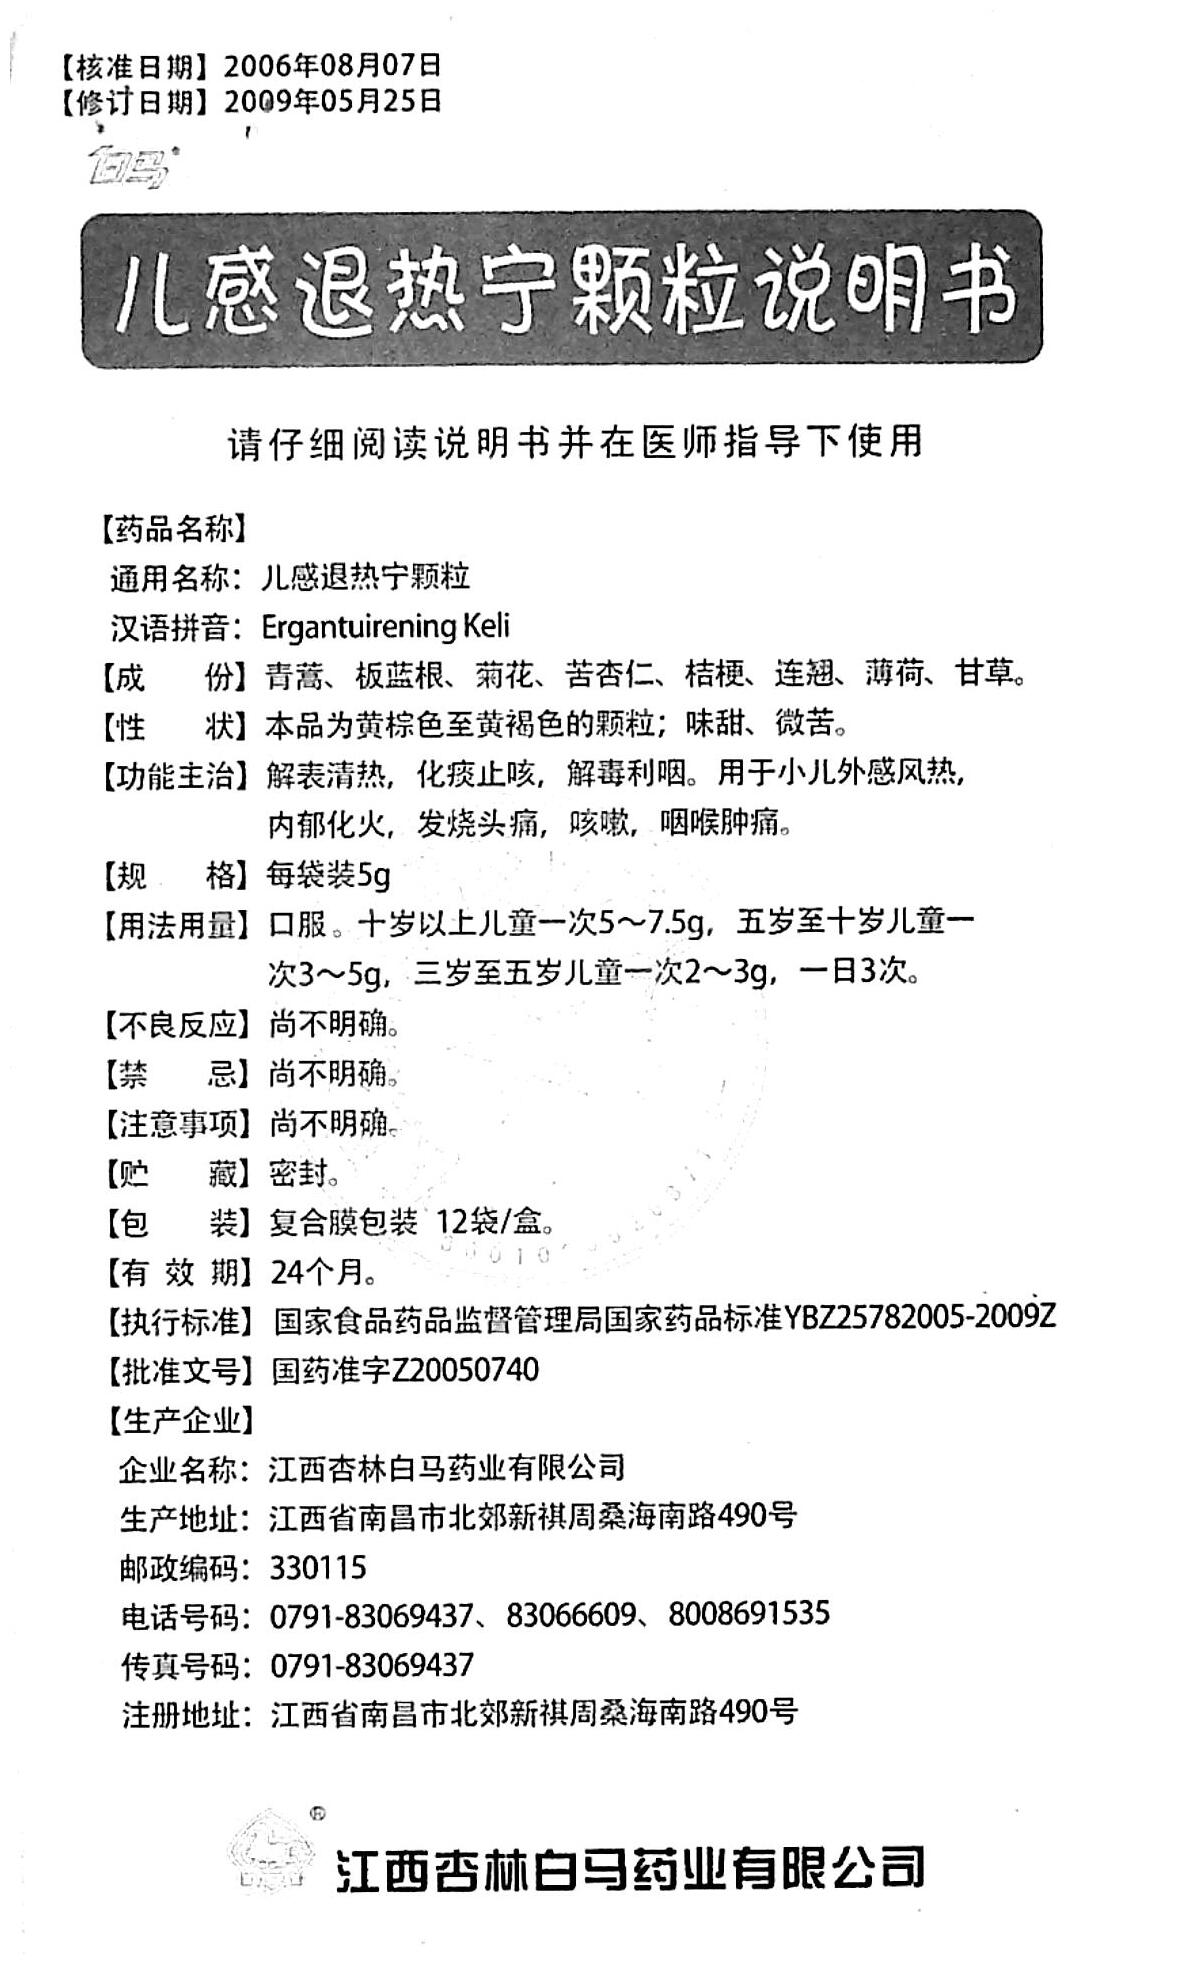 【核准日期】2006年08月07日
【修订日期】2009年05月25日
白马
儿感退热宁颗粒说明书
请仔细阅读说明书并在医师指导下使用
【药品名称】
通用名称：儿感退热宁颗粒
汉语拼音：Ergantuirening Keli
【成 份】青蒿、板蓝根、菊花、苦杏仁、桔梗、连翘、薄荷、甘草。
【性 状】本品为黄棕色至黄褐色的颗粒；味甜、微苦。
【功能主治】解表清热，化痰止咳，解毒利咽。用于小儿外感风热，
内郁化火，发烧头痛，咳嗽，咽喉肿痛。
【规 格】每袋装5g
【用法用量】口服。十岁以上儿童一次5～7.5g，五岁至十岁儿童一
次3～5g，三岁至五岁儿童一次2～3g，一日3次。
【不良反应】尚不明确。
【禁 忌】尚不明确。
【注意事项】尚不明确。
【贮 藏】密封。
【包 装】复合膜包装 12袋/盒。
【有 效 期】24个月。
【执行标准】国家食品药品监督管理局国家药品标准YBZ25782005-2009Z
【批准文号】国药准字Z20050740
【生产企业】
企业名称：江西杏林白马药业有限公司
生产地址：江西省南昌市北郊新祺周桑海南路490号
邮政编码：330115
电话号码：0791-83069437、83066609、8008691535
传真号码：0791-83069437
注册地址：江西省南昌市北郊新祺周桑海南路490号
®
江西杏林白马药业有限公司